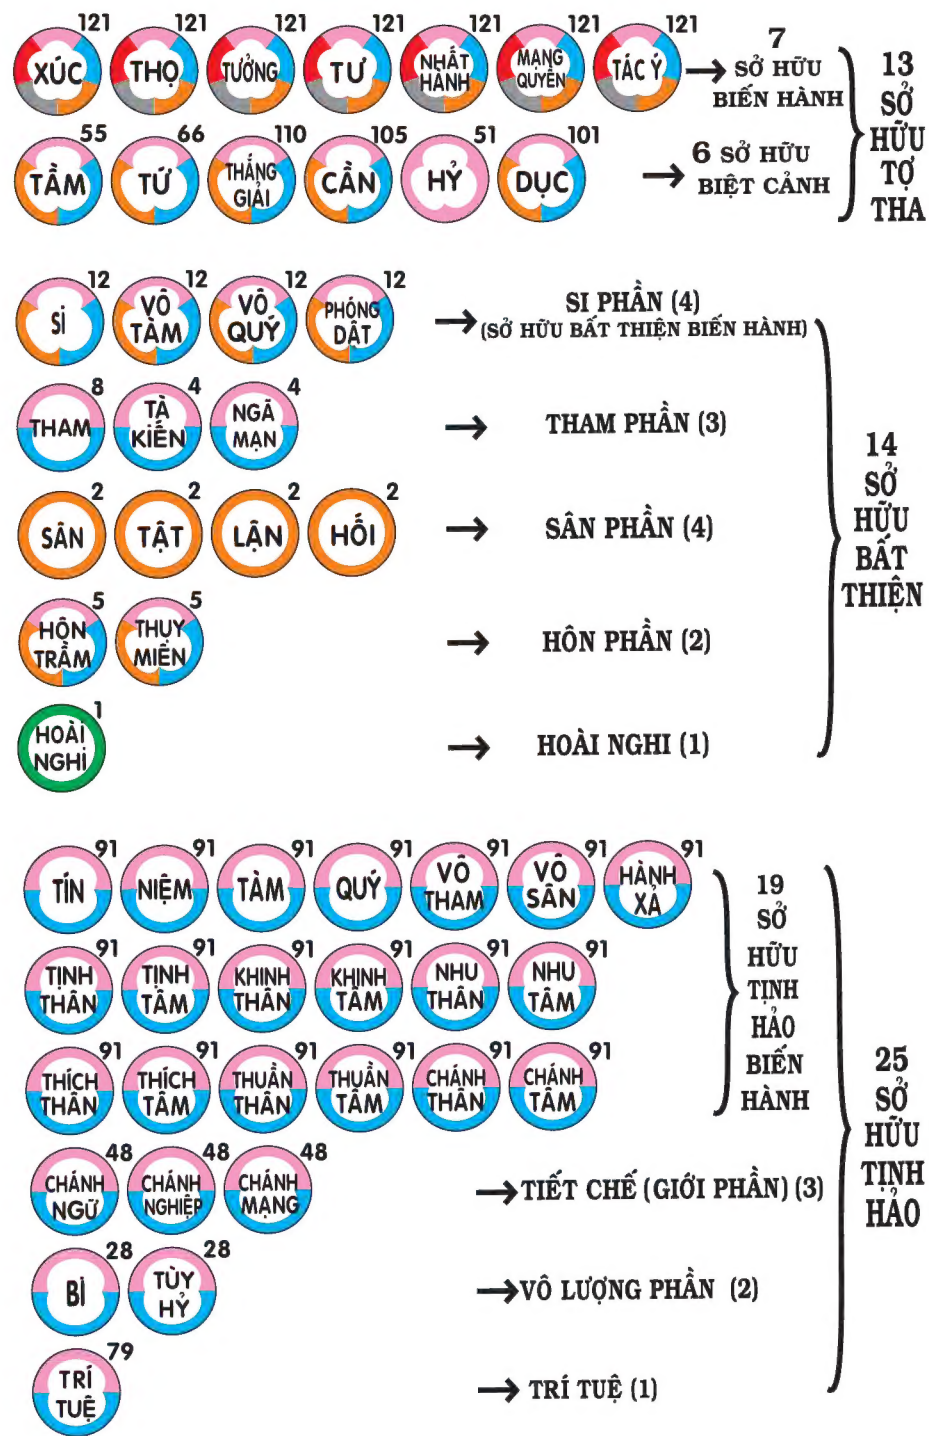 121 121 121 121 121 121 121
XÚC THỌ TƯỞNG TƯ NHẤT HÀNH MẠNG QUYỀN TÁC Ý → 7 SỞ HỮU BIẾN HÀNH
55 66 110 105 51 101
TẦM TỨ THẮNG GIẢI CẦN HỶ DỤC → 6 SỞ HỮU BIỆT CẢNH
13 SỞ HỮU TỢ THA
12 12 12 12
SI VÔ TÀM VÔ QUÝ PHÓNG DẬT → SI PHẦN (4)
(SỞ HỮU BẤT THIỆN BIẾN HÀNH)
8 4 4
THAM TÀ KIẾN NGÃ MẠN → THAM PHẦN (3)
2 2 2 2
SÂN TẬT LẬN HỐI → SÂN PHẦN (4)
5 5
HÔN TRẦM THỤY MIÊN → HÔN PHẦN (2)
1
HOÀI NGHI → HOÀI NGHI (1)
14 SỞ HỮU BẤT THIỆN
91 91 91 91 91 91 91
TÍN NIỆM TÀM QUÝ VÔ THAM VÔ SÂN HÀNH XẢ
91 91 91 91 91 91
TỊNH THÂN TỊNH TÂM KHINH THÂN KHINH TÂM NHU THÂN NHU TÂM
91 91 91 91 91 91
THÍCH THÂN THÍCH TÂM THUẦN THÂN THUẦN TÂM CHÁNH THÂN CHÁNH TÂM
19 SỞ HỮU TỊNH HẢO BIẾN HÀNH
48 48 48
CHÁNH NGỮ CHÁNH NGHIỆP CHÁNH MẠNG → TIẾT CHẾ (GIỚI PHẦN) (3)
28 28
BI TÙY HỶ → VÔ LƯỢNG PHẦN (2)
79
TRÍ TUỆ → TRÍ TUỆ (1)
25 SỞ HỮU TỊNH HẢO